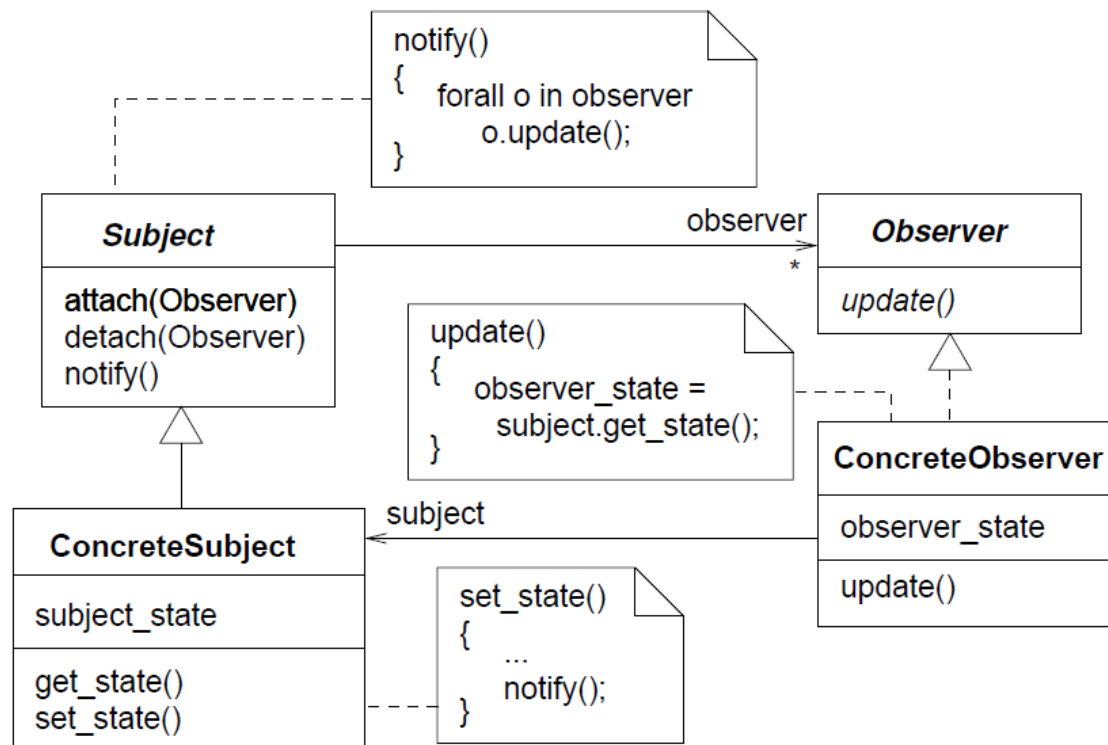 notify()
{
forall o in observer
o.update();
}
Subject
attach(Observer)
detach(Observer)
notify()
observer
*
Observer
update()
update()
{
observer_state =
subject.get_state();
}
ConcreteObserver
observer_state
update()
subject
ConcreteSubject
subject_state
get_state()
set_state()
set_state()
{
...
notify();
}